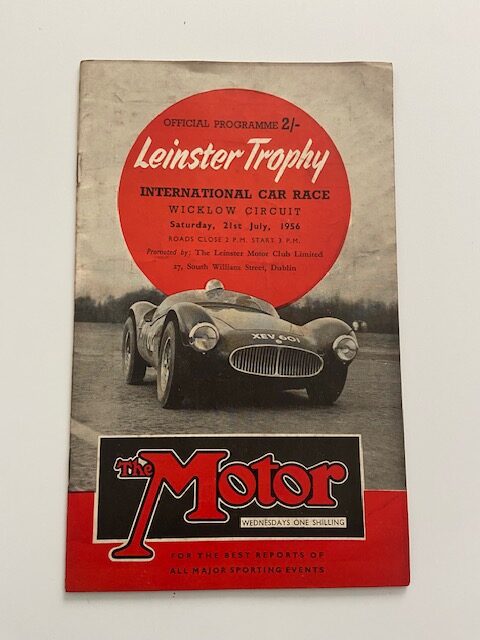 OFFICIAL PROGRAMME 2/-
Leinster Trophy
INTERNATIONAL CAR RACE
WICKLOW CIRCUIT
Saturday, 21st July, 1956
ROADS CLOSE 2 P.M. START 3 P.M.
Promoted by: The Leinster Motor Club Limited
27, South William Street, Dublin
XEV 601
The Motor
WEDNESDAYS ONE SHILLING
FOR THE BEST REPORTS OF
ALL MAJOR SPORTING EVENTS